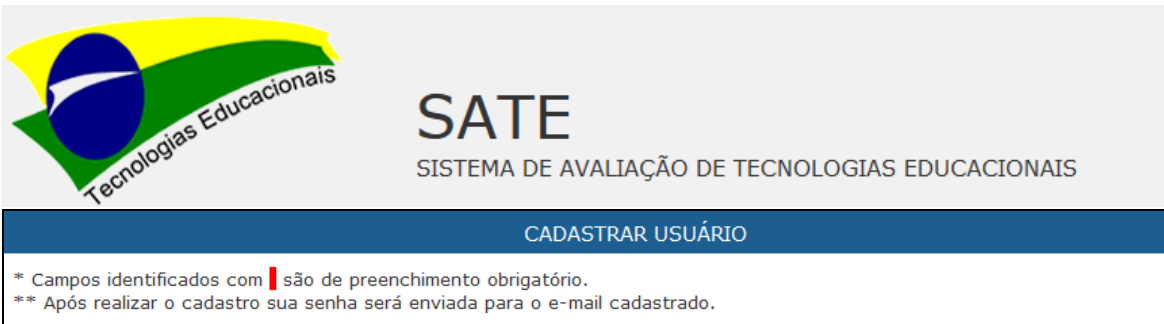 Tecnologias Educacionais
SATE
SISTEMA DE AVALIAÇÃO DE TECNOLOGIAS EDUCACIONAIS
CADASTRAR USUÁRIO
* Campos identificados com são de preenchimento obrigatório.
** Após realizar o cadastro sua senha será enviada para o e-mail cadastrado.